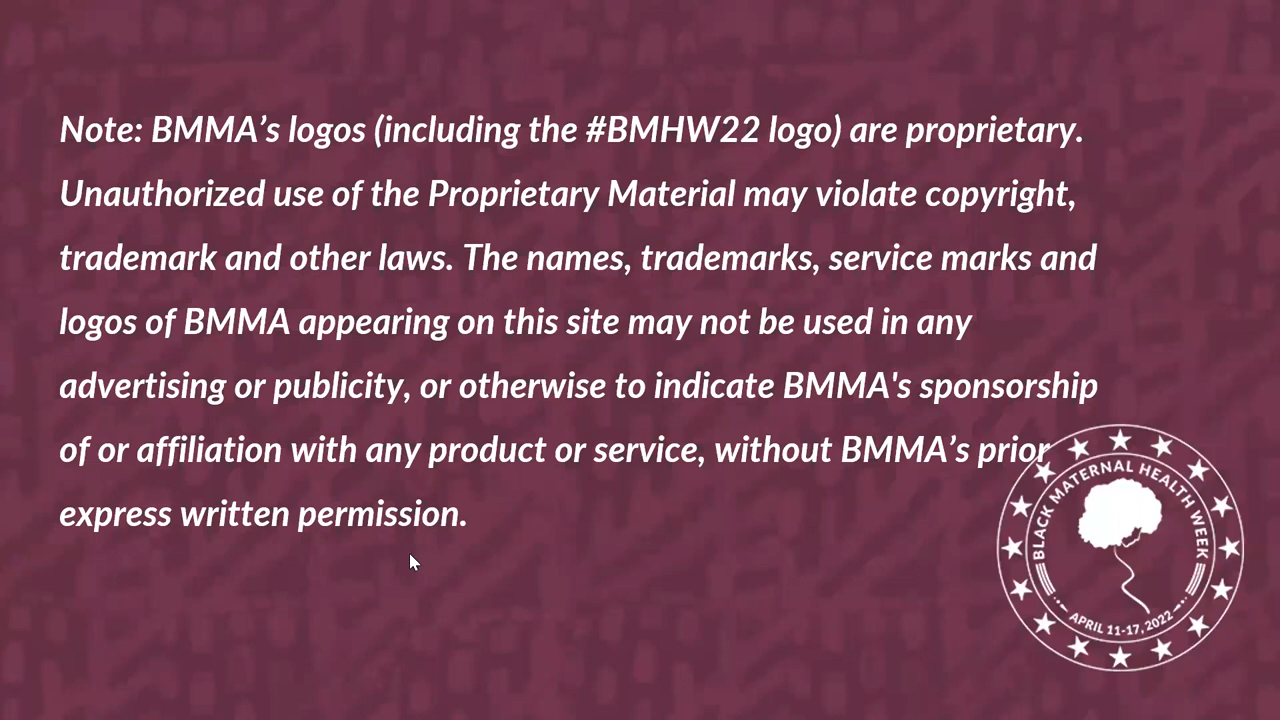 Note: BMMA’s logos (including the #BMHW22 logo) are proprietary.
Unauthorized use of the Proprietary Material may violate copyright,
trademark and other laws. The names, trademarks, service marks and
logos of BMMA appearing on this site may not be used in any
advertising or publicity, or otherwise to indicate BMMA's sponsorship
of or affiliation with any product or service, without BMMA’s prior
express written permission.
BLACK MATERNAL HEALTH WEEK
APRIL 11-17, 2022